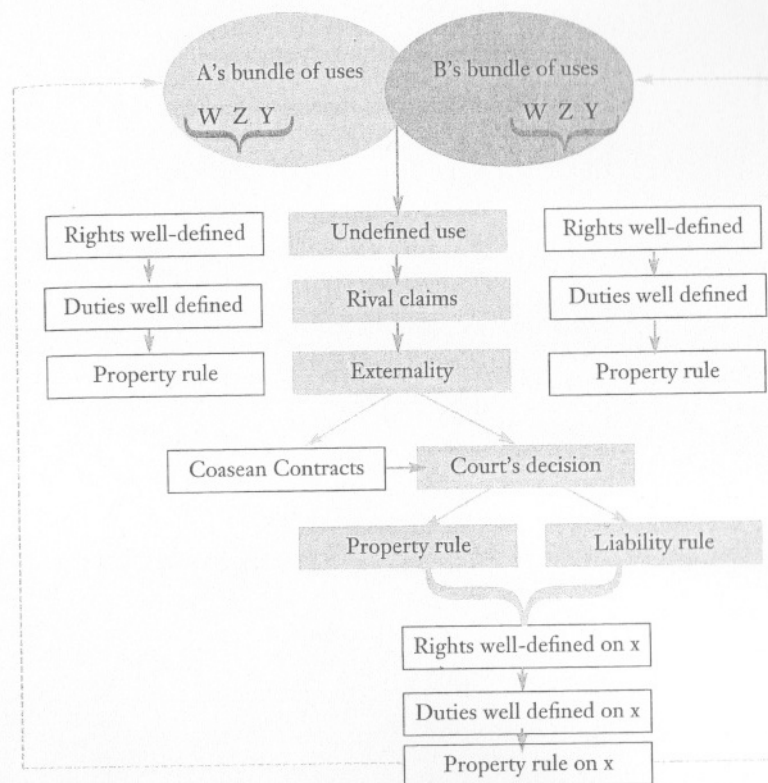 A's bundle of uses
B's bundle of uses
W Z Y
W Z Y
Rights well-defined
Undefined use
Rights well-defined
Duties well defined
Rival claims
Duties well defined
Property rule
Externality
Property rule
Coasean Contracts
Court's decision
Property rule
Liability rule
Rights well-defined on x
Duties well defined on x
Property rule on x